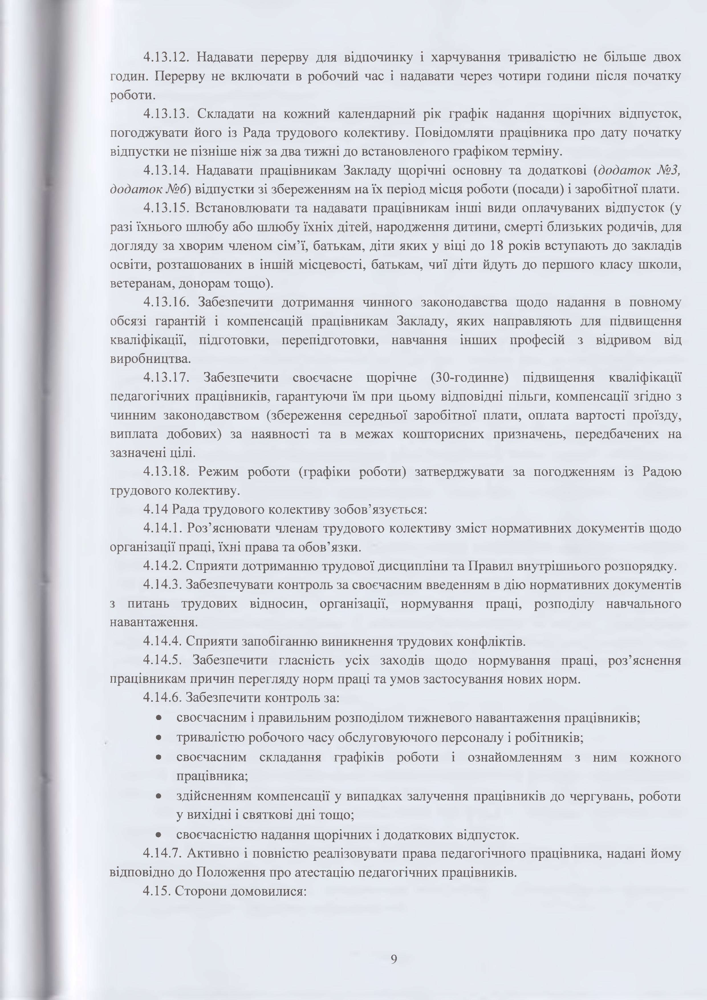 4.13.12. Надавати перерву для відпочинку і харчування тривалістю не більше двох
годин. Перерву не включати в робочий час і надавати через чотири години після початку
роботи.
4.13.13. Складати на кожний календарний рік графік надання щорічних відпусток,
погоджувати його із Рада трудового колективу. Повідомляти працівника про дату початку
відпустки не пізніше ніж за два тижні до встановленого графіком терміну.
4.13.14. Надавати працівникам Закладу щорічні основну та додаткові (додаток №3,
додаток №6) відпустки зі збереженням на їх період місця роботи (посади) і заробітної плати.
4.13.15. Встановлювати та надавати працівникам інші види оплачуваних відпусток (у
разі їхнього шлюбу або шлюбу їхніх дітей, народження дитини, смерті близьких родичів, для
догляду за хворим членом сім’ї, батькам, діти яких у віці до 18 років вступають до закладів
освіти, розташованих в іншій місцевості, батькам, чиї діти йдуть до першого класу школи,
ветеранам, донорам тощо).
4.13.16. Забезпечити дотримання чинного законодавства щодо надання в повному
обсязі гарантій і компенсацій працівникам Закладу, яких направляють для підвищення
кваліфікації, підготовки, перепідготовки, навчання інших професій з відривом від
виробництва.
4.13.17. Забезпечити своєчасне щорічне (30-годинне) підвищення кваліфікації
педагогічних працівників, гарантуючи їм при цьому відповідні пільги, компенсації згідно з
чинним законодавством (збереження середньої заробітної плати, оплата вартості проїзду,
виплата добових) за наявності та в межах кошторисних призначень, передбачених на
зазначені цілі.
4.13.18. Режим роботи (графіки роботи) затверджувати за погодженням із Радою
трудового колективу.
4.14 Рада трудового колективу зобов’язується:
4.14.1. Роз’яснювати членам трудового колективу зміст нормативних документів щодо
організації праці, їхні права та обов’язки.
4.14.2. Сприяти дотриманню трудової дисципліни та Правил внутрішнього розпорядку.
4.14.3. Забезпечувати контроль за своєчасним введенням в дію нормативних документів
з питань трудових відносин, організації, нормування праці, розподілу навчального
навантаження.
4.14.4. Сприяти запобіганню виникнення трудових конфліктів.
4.14.5. Забезпечити гласність усіх заходів щодо нормування праці, роз’яснення
працівникам причин перегляду норм праці та умов застосування нових норм.
4.14.6. Забезпечити контроль за:
• своєчасним і правильним розподілом тижневого навантаження працівників;
• тривалістю робочого часу обслуговуючого персоналу і робітників;
• своєчасним складання графіків роботи і ознайомленням з ним кожного
працівника;
• здійсненням компенсації у випадках залучення працівників до чергувань, роботи
у вихідні і святкові дні тощо;
• своєчасністю надання щорічних і додаткових відпусток.
4.14.7. Активно і повністю реалізовувати права педагогічного працівника, надані йому
відповідно до Положення про атестацію педагогічних працівників.
4.15. Сторони домовилися:
9